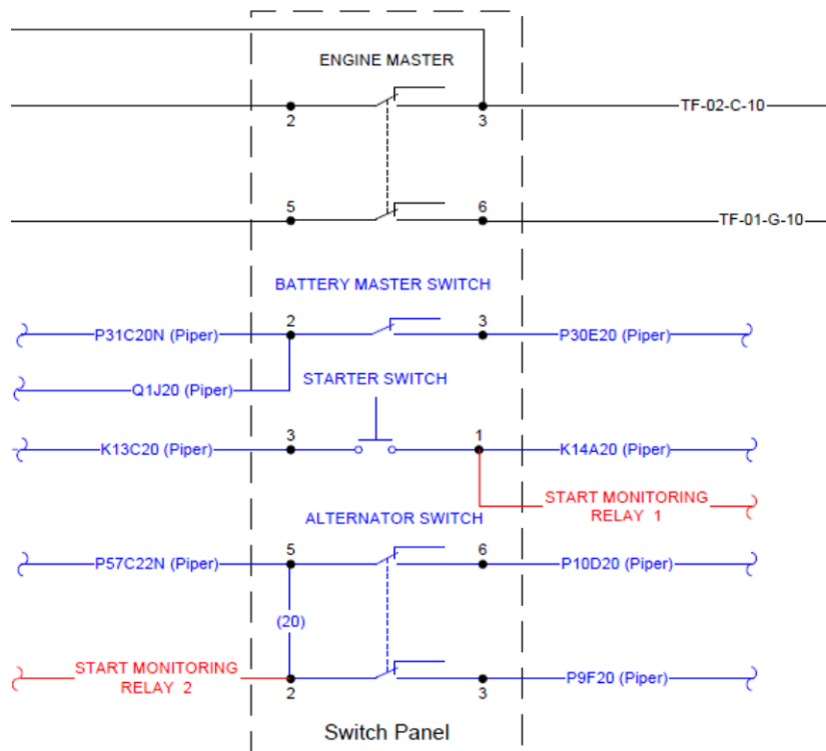 ENGINE MASTER
2
3
TF-02-C-10
5
6
TF-01-G-10
BATTERY MASTER SWITCH
P31C20N (Piper)
2
3
P30E20 (Piper)
Q1J20 (Piper)
STARTER SWITCH
K13C20 (Piper)
3
1
K14A20 (Piper)
START MONITORING
RELAY 1
ALTERNATOR SWITCH
P57C22N (Piper)
5
6
P10D20 (Piper)
(20)
START MONITORING
RELAY 2
2
3
P9F20 (Piper)
Switch Panel